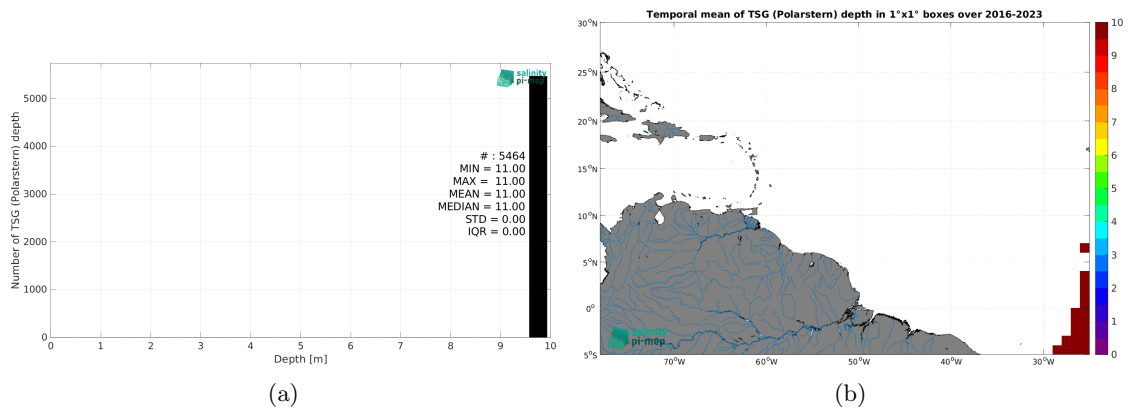 Temporal mean of TSG (Polarstern) depth in 1°x1° boxes over 2016-2023
salinity
pi-mep
Number of TSG (Polarstern) depth
5000
4000
3000
2000
1000
0
# : 5464
MIN = 11.00
MAX = 11.00
MEAN = 11.00
MEDIAN = 11.00
STD = 0.00
IQR = 0.00
0 1 2 3 4 5 6 7 8 9 10
Depth [m]
(a)
30°N
25°N
20°N
15°N
10°N
5°N
0°
5°S
70°W 60°W 50°W 40°W 30°W
salinity
pi-mep
10
9
8
7
6
5
4
3
2
1
0
(b)